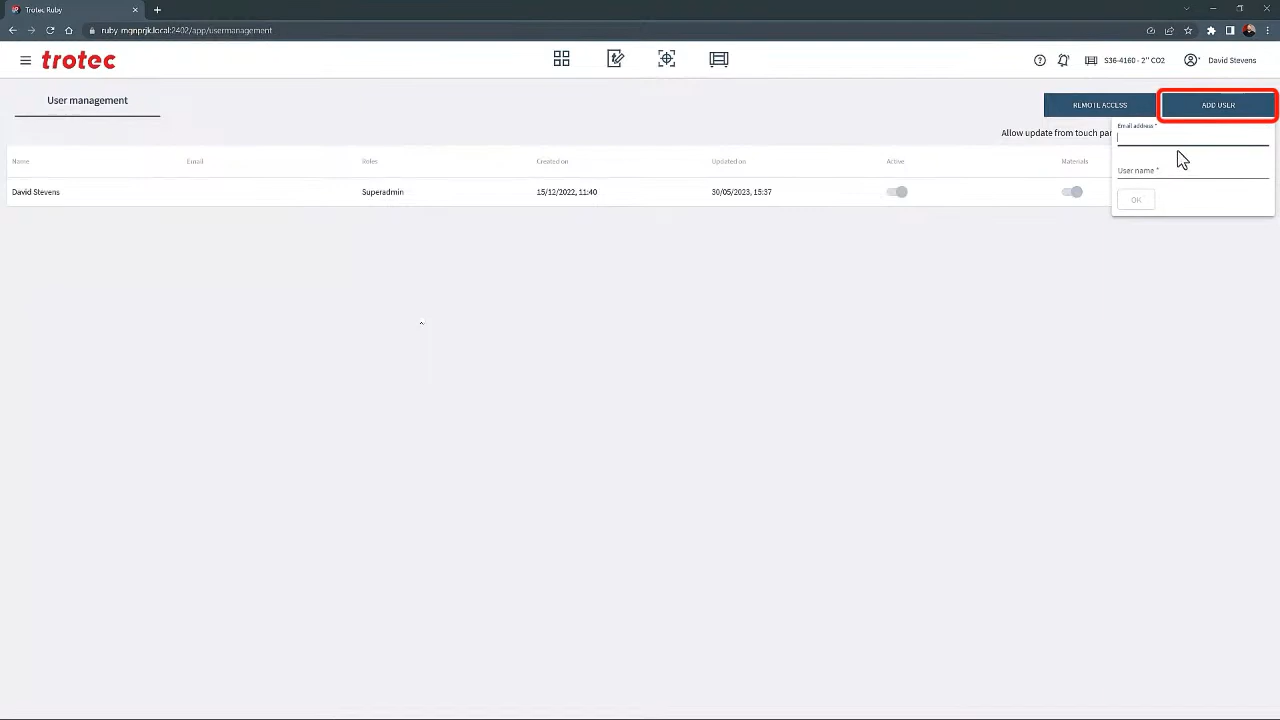 Trotec Ruby
ruby-mgnprjk.local:2402/app/usermanagement
trotec
S36-4160 - 2" CO2
David Stevens
User management
REMOTE ACCESS
ADD USER
Allow update from touch
Email address *
User name *
OK
Name Email Roles Created on Updated on Active Materials
David Stevens Superadmin 15/12/2022, 11:40 30/05/2023, 15:37